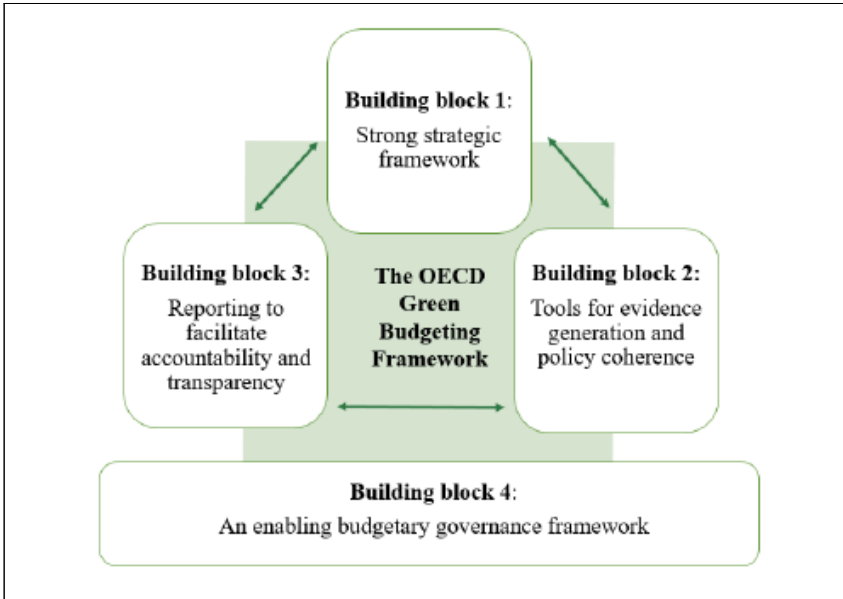 Building block 1:
Strong strategic
framework
Building block 3:
Reporting to
facilitate
accountability and
transparency
The OECD
Green
Budgeting
Framework
Building block 2:
Tools for evidence
generation and
policy coherence
Building block 4:
An enabling budgetary governance framework